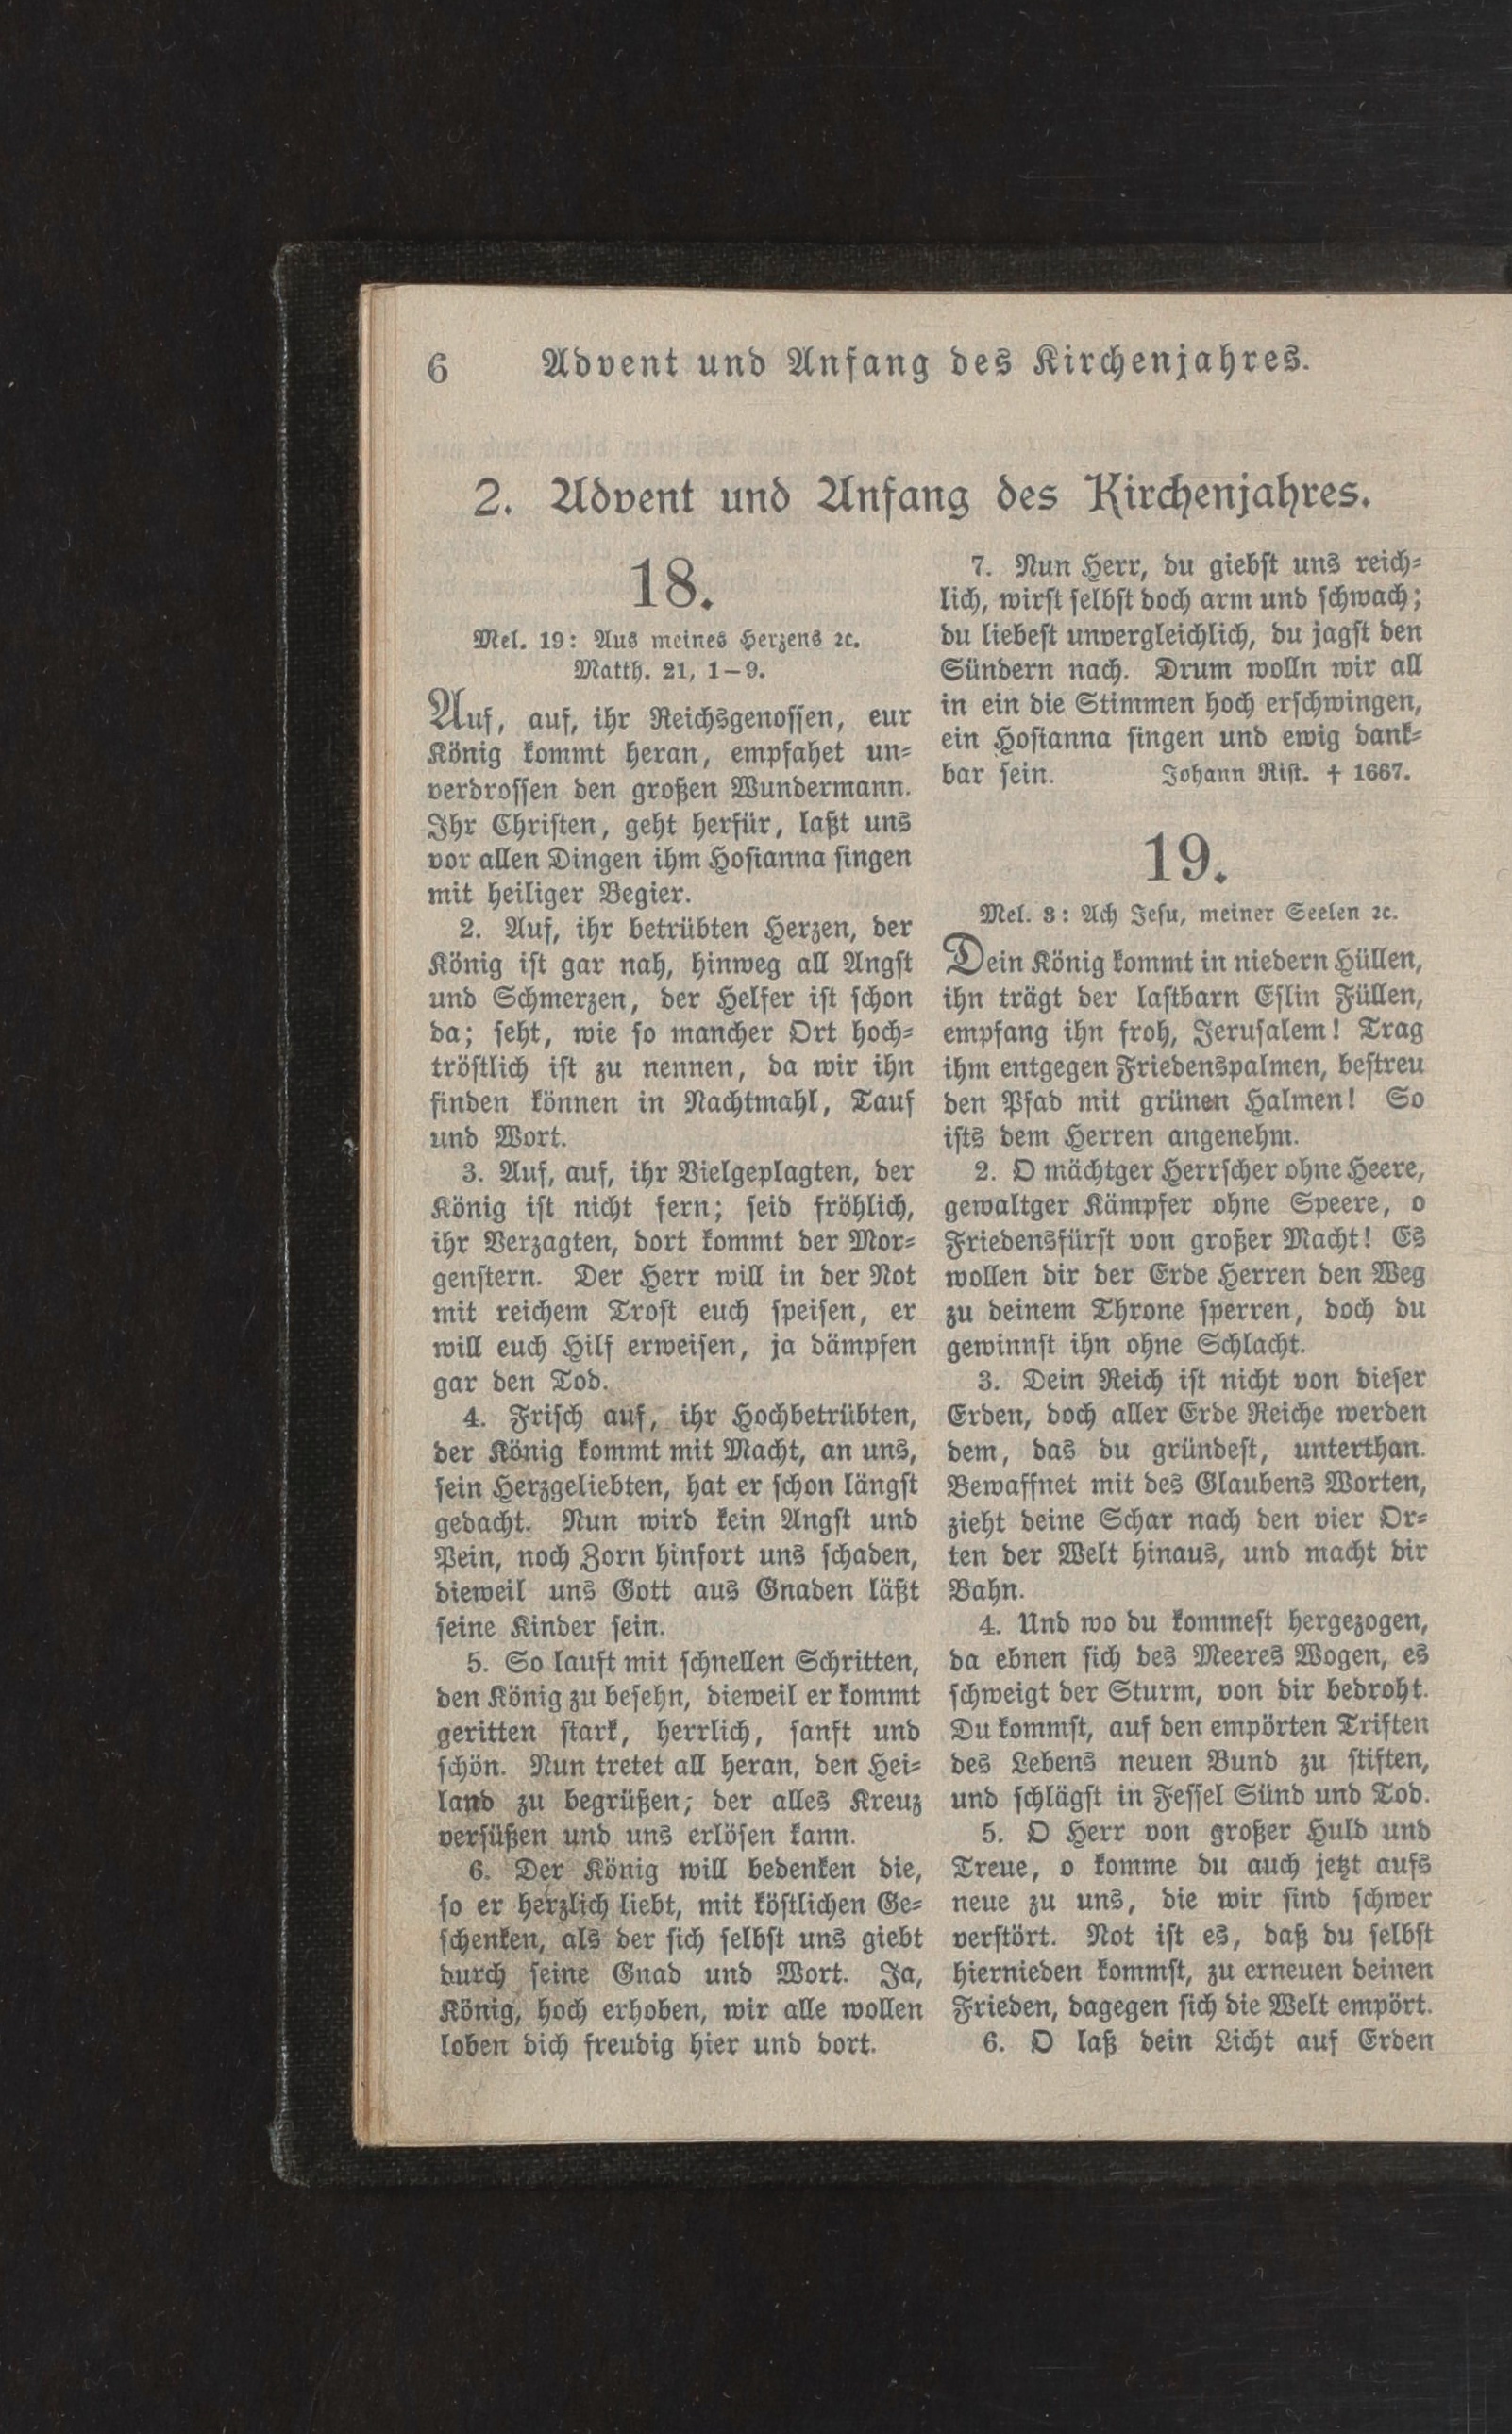 6 Advent und Anfang des Kirchenjahres.
2. Advent und Anfang des Kirchenjahres.
18.
Mel. 19: Aus meines Herzens ꝛc.
Matth. 21, 1–9.
Auf, auf, ihr Reichsgenossen, eur
König kommt heran, empfahet un-
verdrossen den großen Wundermann.
Ihr Christen, geht herfür, laßt uns
vor allen Dingen ihm Hosianna singen
mit heiliger Begier.
2. Auf, ihr betrübten Herzen, der
König ist gar nah, hinweg all Angst
und Schmerzen, der Helfer ist schon
da; seht, wie so mancher Ort hoch-
tröstlich ist zu nennen, da wir ihn
finden können in Nachtmahl, Tauf
und Wort.
3. Auf, auf, ihr Vielgeplagten, der
König ist nicht fern; seid fröhlich,
ihr Verzagten, dort kommt der Mor-
genstern. Der Herr will in der Not
mit reichem Trost euch speisen, er
will euch Hilf erweisen, ja dämpfen
gar den Tod.
4. Frisch auf, ihr Hochbetrübten,
der König kommt mit Macht, an uns,
sein Herzgeliebten, hat er schon längst
gedacht. Nun wird kein Angst und
Pein, noch Zorn hinfort uns schaden,
dieweil uns Gott aus Gnaden läßt
seine Kinder sein.
5. So lauft mit schnellen Schritten,
den König zu besehn, dieweil er kommt
geritten stark, herrlich, sanft und
schön. Nun tretet all heran, den Hei-
land zu begrüßen, der alles Kreuz
versüßen und uns erlösen kann.
6. Der König will bedenken die,
so er herzlich liebt, mit köstlichen Ge-
schenken, als der sich selbst uns giebt
durch seine Gnad und Wort. Ja,
König, hoch erhoben, wir alle wollen
loben dich freudig hier und dort.
7. Nun Herr, du giebst uns reich-
lich, wirst selbst doch arm und schwach;
du liebest unvergleichlich, du jagst den
Sündern nach. Drum wolln wir all
in ein die Stimmen hoch erschwingen,
ein Hosianna singen und ewig dank-
bar sein. Johann Rist. † 1667.
19.
Mel. 3: Ach Jesu, meiner Seelen ꝛc.
Dein König kommt in niedern Hüllen,
ihn trägt der lastbarn Eslin Füllen,
empfang ihn froh, Jerusalem! Trag
ihm entgegen Friedenspalmen, bestreu
den Pfad mit grünen Halmen! So
ists dem Herren angenehm.
2. O mächtger Herrscher ohne Heere,
gewaltger Kämpfer ohne Speere, o
Friedensfürst von großer Macht! Es
wollen dir der Erde Herren den Weg
zu deinem Throne sperren, doch du
gewinnst ihn ohne Schlacht.
3. Dein Reich ist nicht von dieser
Erden, doch aller Erde Reiche werden
dem, das du gründest, unterthan.
Bewaffnet mit des Glaubens Worten,
zieht deine Schar nach den vier Or-
ten der Welt hinaus, und macht dir
Bahn.
4. Und wo du kommest hergezogen,
da ebnen sich des Meeres Wogen, es
schweigt der Sturm, von dir bedroht.
Du kommst, auf den empörten Triften
des Lebens neuen Bund zu stiften,
und schlägst in Fessel Sünd und Tod.
5. O Herr von großer Huld und
Treue, o komme du auch jetzt aufs
neue zu uns, die wir sind schwer
verstört. Not ist es, daß du selbst
hiernieden kommst, zu erneuen deinen
Frieden, dagegen sich die Welt empört.
6. O laß dein Licht auf Erden